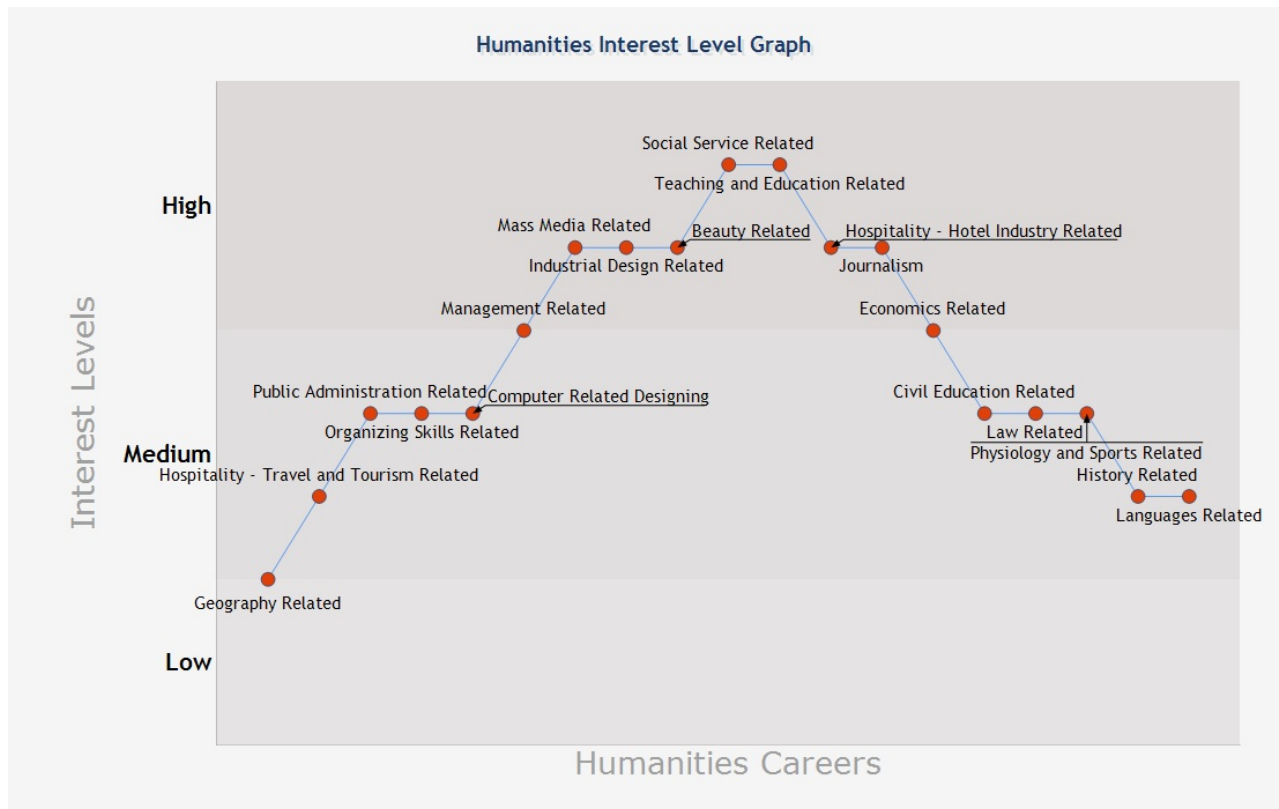 Humanities Interest Level Graph
Social Service Related
Teaching and Education Related
High
Mass Media Related
Beauty Related
Hospitality - Hotel Industry Related
Industrial Design Related
Journalism
Management Related
Economics Related
Interest Levels
Public Administration Related
Computer Related Designing
Civil Education Related
Organizing Skills Related
Law Related
Medium
Physiology and Sports Related
Hospitality - Travel and Tourism Related
History Related
Languages Related
Geography Related
Low
Humanities Careers